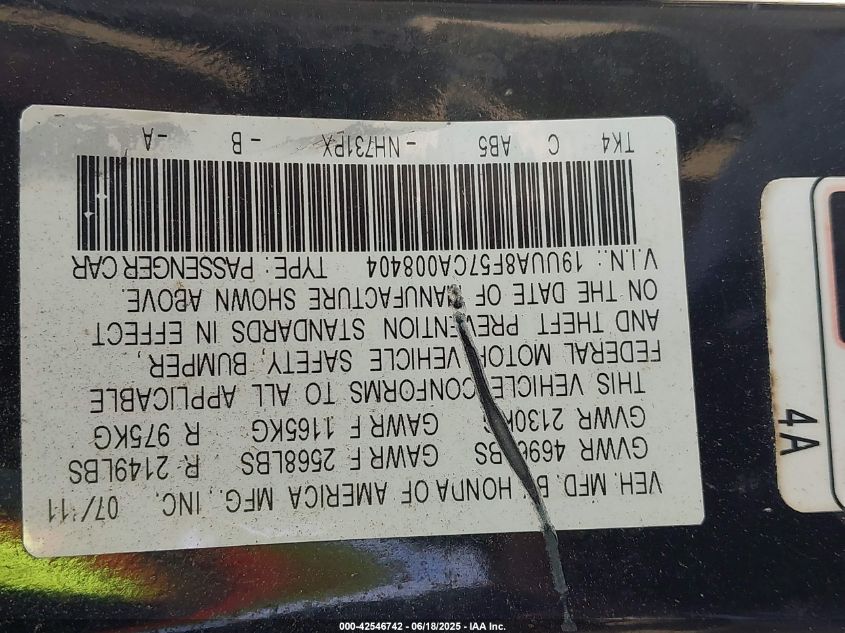 VEH. MFD. BY HONDA OF AMERICA MFG., INC. 07/'11
GVWR 4696LBS GAWR F 2568LBS R 2149LBS
GVWR 2130KG GAWR F 1165KG R 975KG
THIS VEHICLE CONFORMS TO ALL APPLICABLE
FEDERAL MOTOR VEHICLE SAFETY, BUMPER,
AND THEFT PREVENTION STANDARDS IN EFFECT
ON THE DATE OF MANUFACTURE SHOWN ABOVE.
V.I.N.: 19UUA8F57CA008404 TYPE: PASSENGER CAR
TK4 C AB5 -NH731PX -B -A
4A
000-42546742 - 06/18/2025 - IAA Inc.